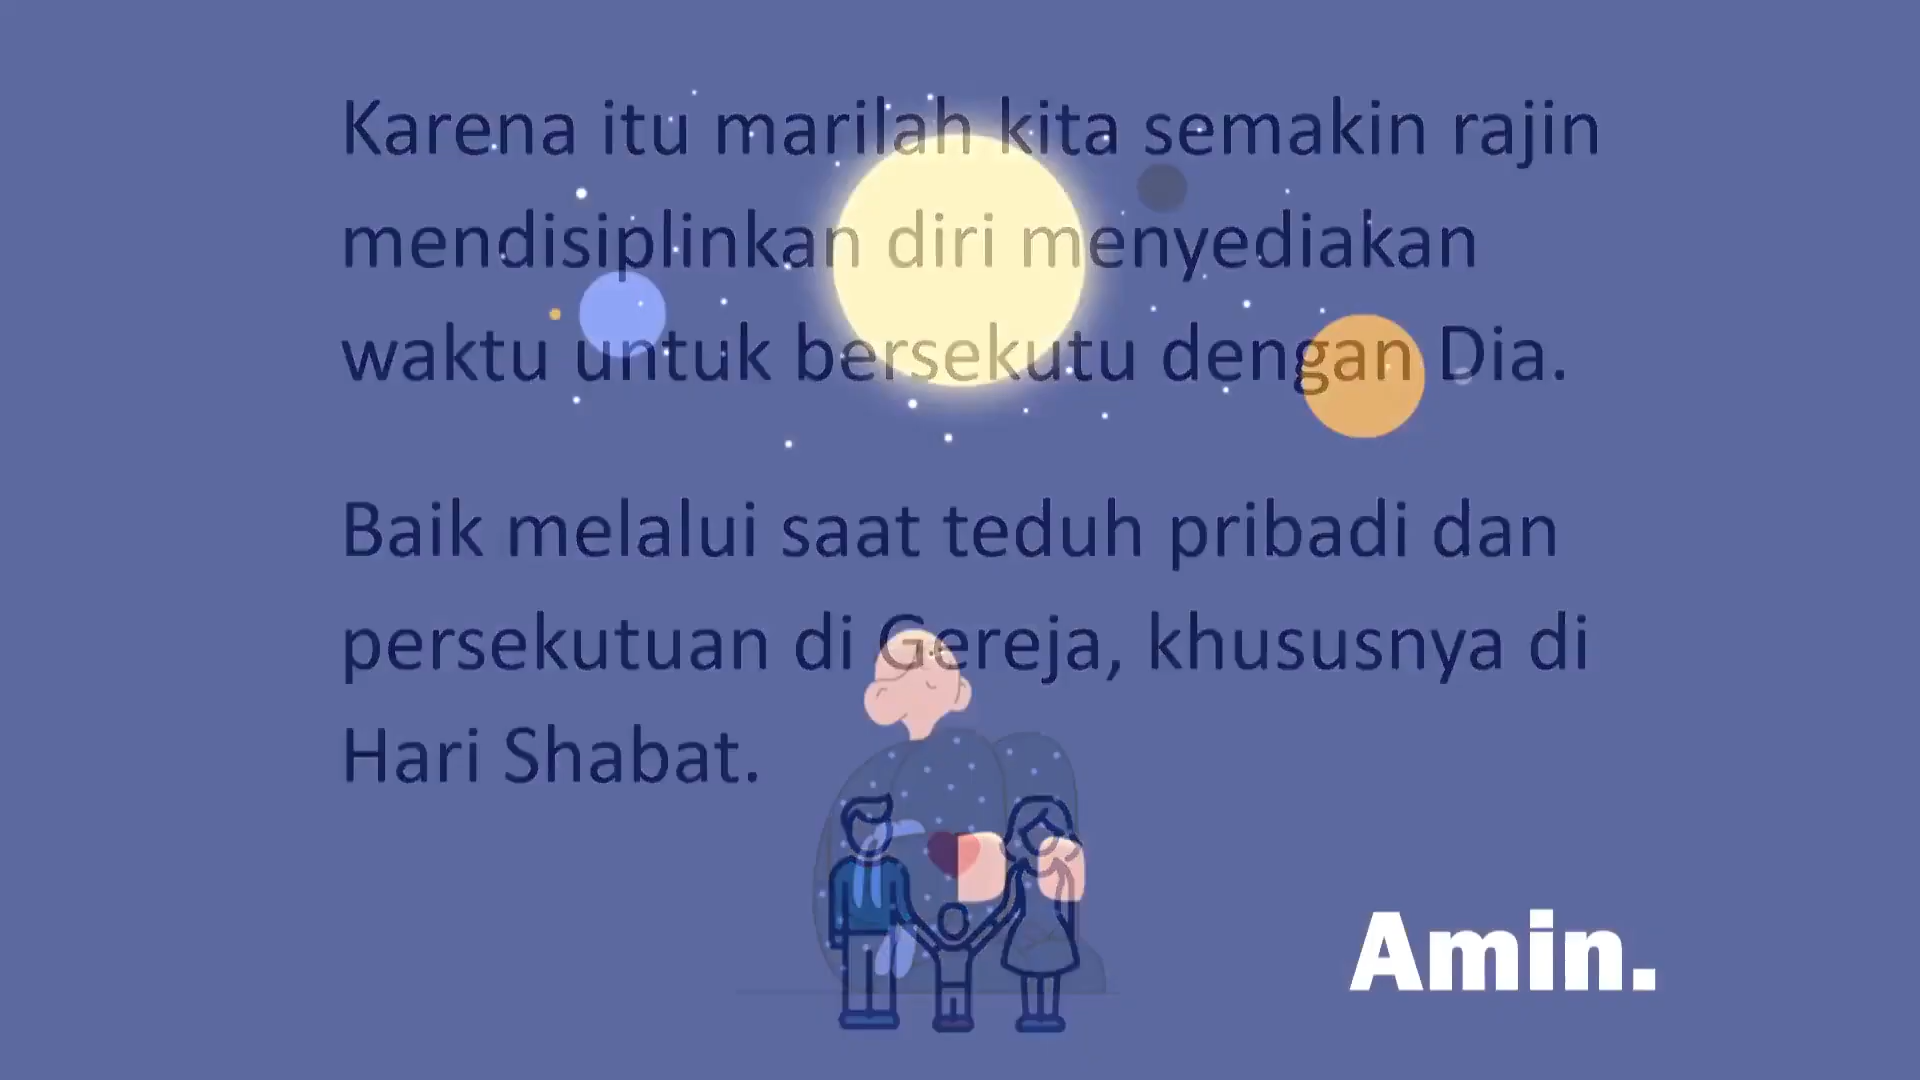 Karena itu marilah kita semakin rajin
mendisiplinkan diri menyediakan
waktu untuk bersekutu dengan Dia.
Baik melalui saat teduh pribadi dan
persekutuan di Gereja, khususnya di
Hari Shabat.
Amin.